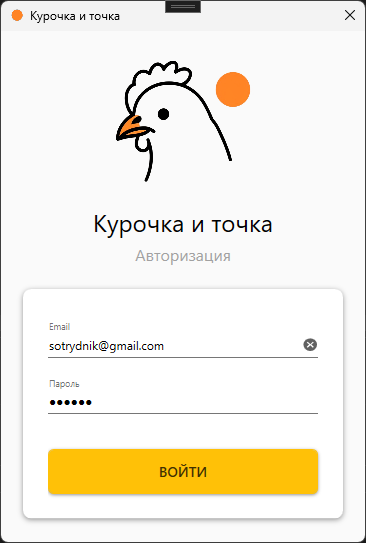 Курочка и точка
Курочка и точка
Авторизация
Email
sotrydnik@gmail.com
Пароль
••••••
ВОЙТИ